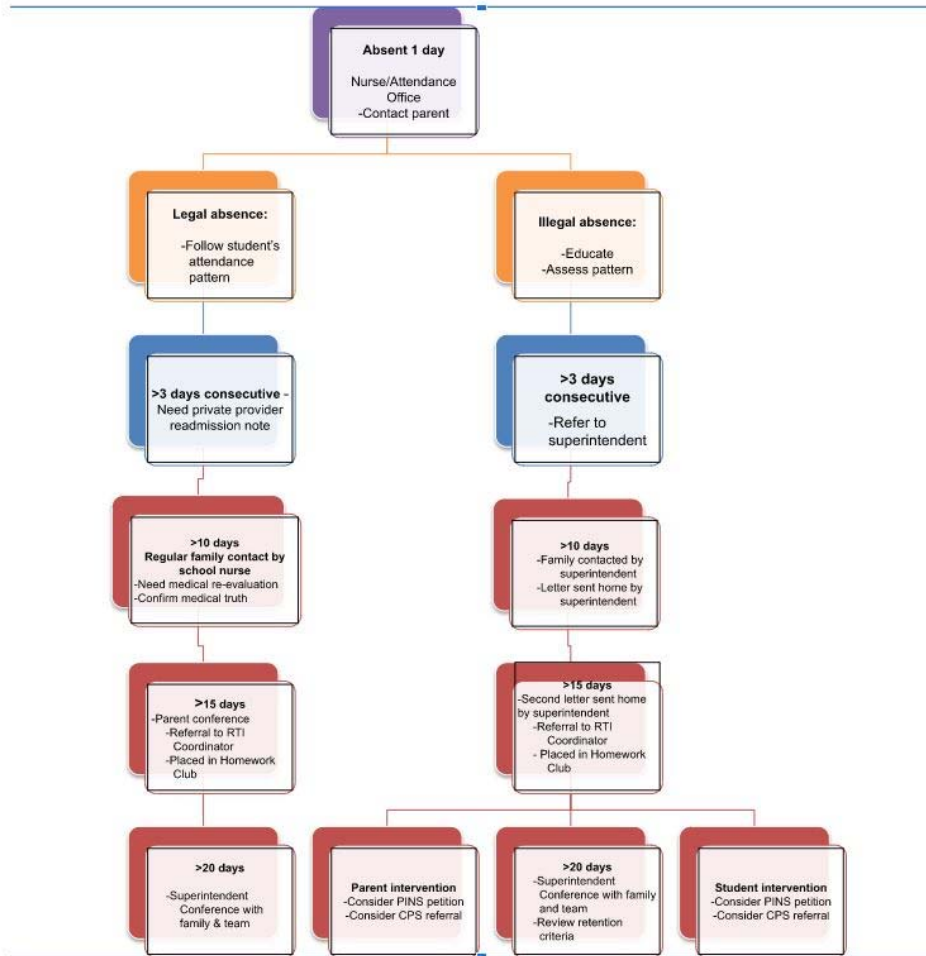 Absent 1 day
Nurse/Attendance
Office
-Contact parent
Legal absence:
-Follow student's
attendance
pattern
Illegal absence:
-Educate
-Assess pattern
>3 days consecutive –
Need private provider
readmission note
>3 days
consecutive
-Refer to
superintendent
>10 days
Regular family contact by
school nurse
-Need medical re-evaluation
-Confirm medical truth
>10 days
-Family contacted by
superintendent
-Letter sent home by
superintendent
>15 days
-Parent conference
-Referral to RTI
Coordinator
-Placed in Homework
Club
>15 days
-Second letter sent home
by superintendent
-Referral to RTI
Coordinator
- Placed in Homework
Club
>20 days
-Superintendent
Conference with
family & team
Parent intervention
-Consider PINS petition
-Consider CPS referral
>20 days
-Superintendent
Conference with family
and team
-Review retention
criteria
Student intervention
-Consider PINS petition
-Consider CPS referral